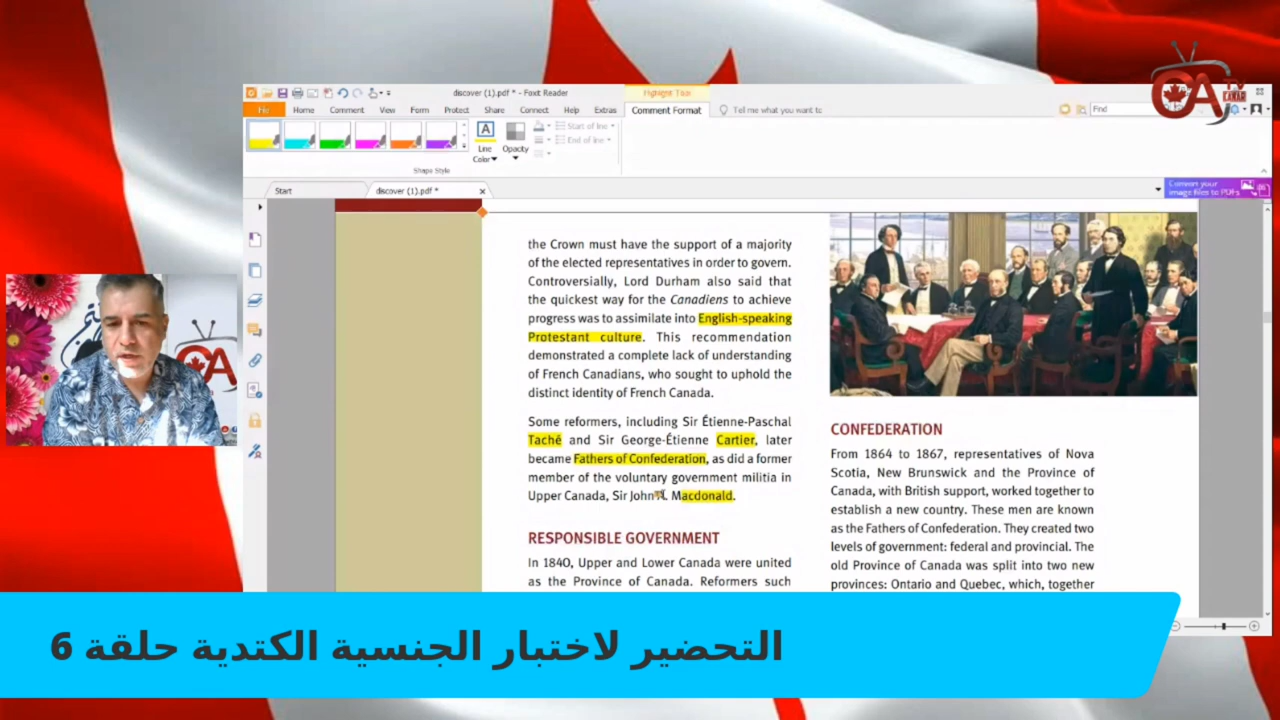 discover (1).pdf * - Foxit Reader
Highlight Tool
File Home Comment View Form Protect Share Connect Help Extras Comment Format Tell me what you want to
Find
Line Color
Opacity
Start of line
End of line
Shape Style
Start
discover (1).pdf *
Convert your
image files to PDFs
the Crown must have the support of a majority
of the elected representatives in order to govern.
Controversially, Lord Durham also said that
the quickest way for the Canadiens to achieve
progress was to assimilate into English-speaking
Protestant culture. This recommendation
demonstrated a complete lack of understanding
of French Canadians, who sought to uphold the
distinct identity of French Canada.
Some reformers, including Sir Étienne-Paschal
Taché and Sir George-Étienne Cartier, later
became Fathers of Confederation, as did a former
member of the voluntary government militia in
Upper Canada, Sir John Macdonald.
RESPONSIBLE GOVERNMENT
In 1840, Upper and Lower Canada were united
as the Province of Canada. Reformers such
CONFEDERATION
From 1864 to 1867, representatives of Nova
Scotia, New Brunswick and the Province of
Canada, with British support, worked together to
establish a new country. These men are known
as the Fathers of Confederation. They created two
levels of government: federal and provincial. The
old Province of Canada was split into two new
provinces: Ontario and Quebec, which, together
التحضير لاختبار الجنسية الكتدية حلقة 6